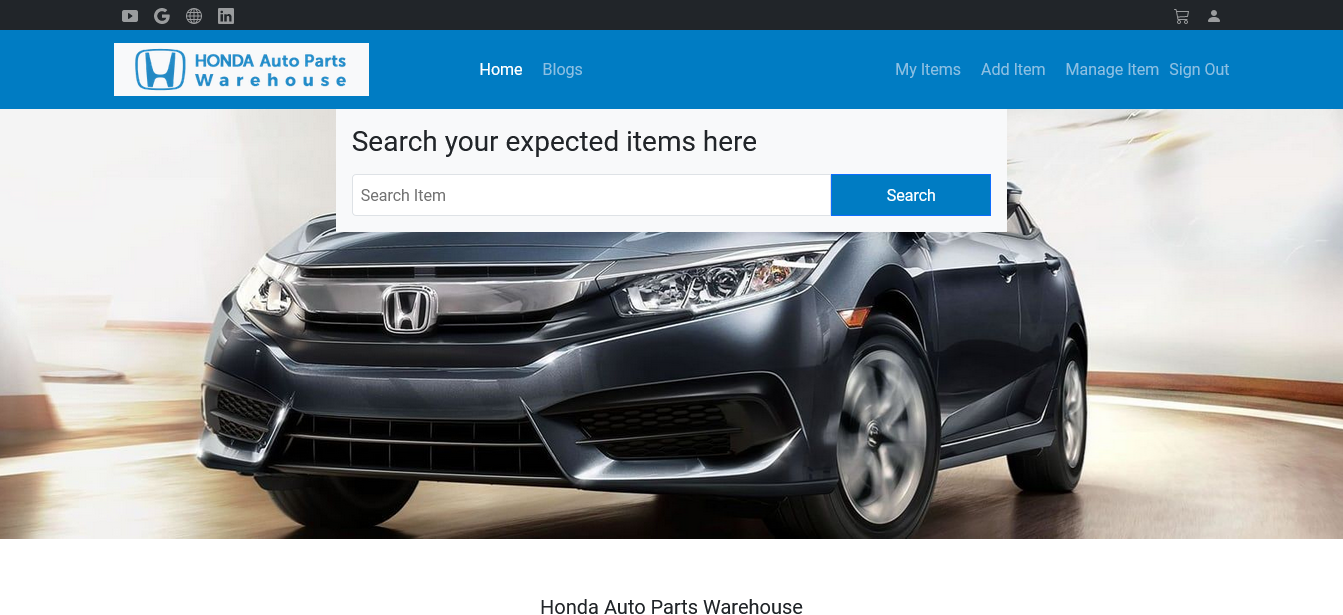 HONDA Auto Parts
Warehouse
Home Blogs My Items Add Item Manage Item Sign Out
Search your expected items here
Search Item Search
Honda Auto Parts Warehouse